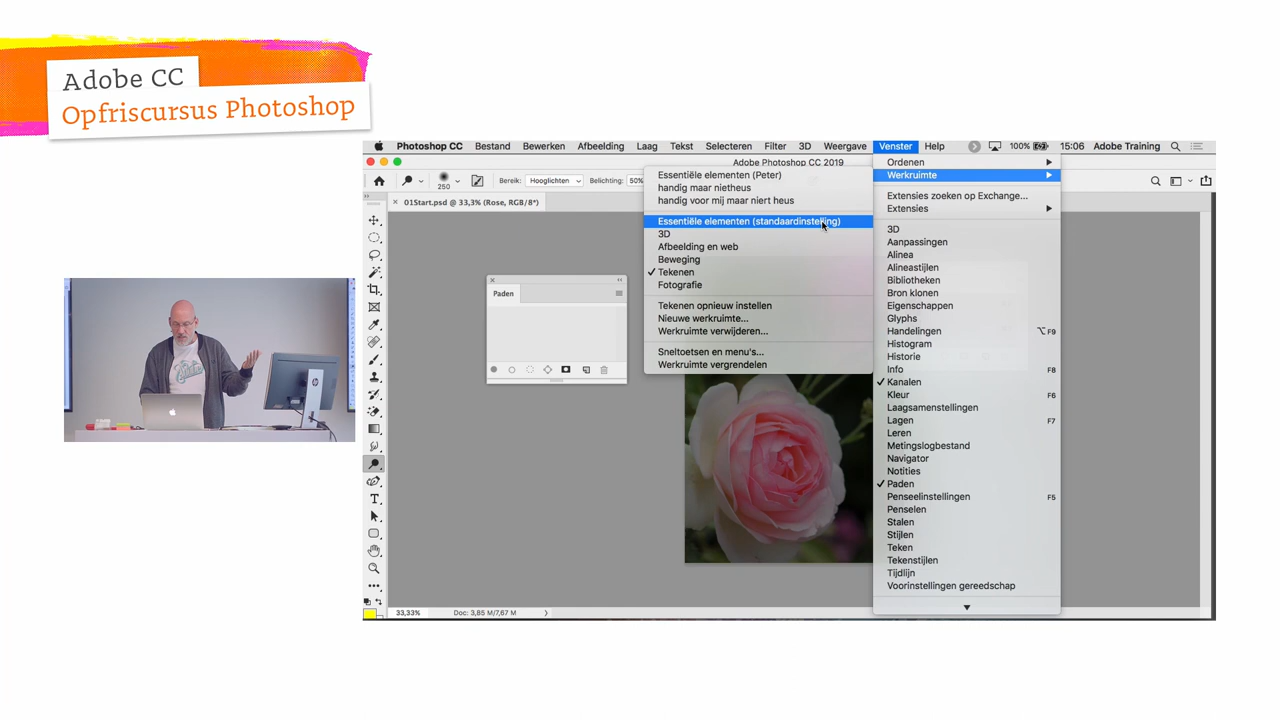 Adobe CC
Opfriscursus Photoshop
Photoshop CC Bestand Bewerken Afbeelding Laag Tekst Selecteren Filter 3D Weergave Venster Help 100% 15:06 Adobe Training
Adobe Photoshop CC 2019
250 Bereik: Hooglichten Belichting: 50%
01Start.psd @ 33,3% (Rose, RGB/8*)
Paden
Essentiële elementen (Peter)
handig maar nietheus
handig voor mij maar niert heus
Essentiële elementen (standaardinstelling)
3D
Afbeelding en web
Beweging
Tekenen
Fotografie
Tekenen opnieuw instellen
Nieuwe werkruimte...
Werkruimte verwijderen...
Sneltoetsen en menu's...
Werkruimte vergrendelen
Ordenen
Werkruimte
Extensies zoeken op Exchange...
Extensies
3D
Aanpassingen
Alinea
Alineastijlen
Bibliotheken
Bron klonen
Eigenschappen
Glyphs
Handelingen ⌥F9
Histogram
Historie
Info F8
Kanalen
Kleur F6
Laagsamenstellingen
Lagen F7
Leren
Metingslogbestand
Navigator
Notities
Paden
Penseelinstellingen F5
Penselen
Stalen
Stijlen
Teken
Tekenstijlen
Tijdlijn
Voorinstellingen gereedschap
33,33% Doc: 3,85 M/7,67 M